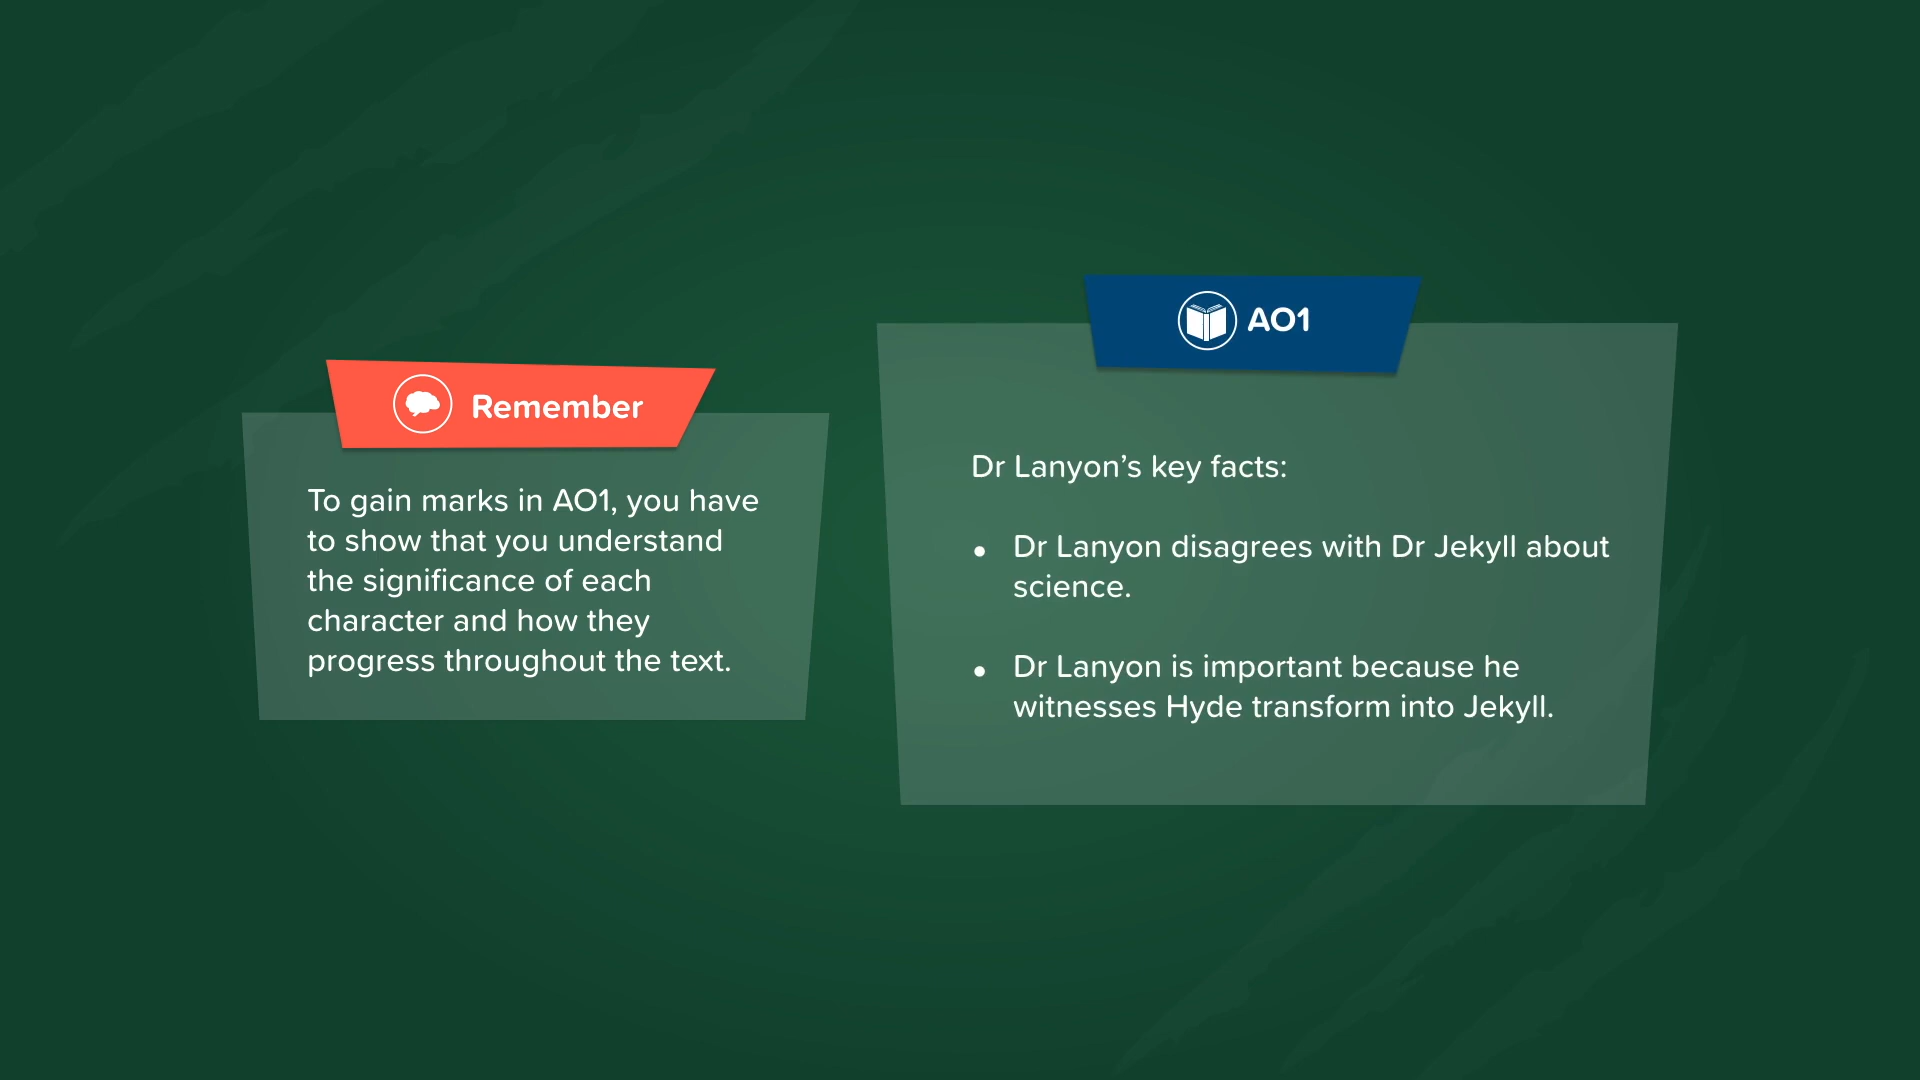 Remember
To gain marks in AO1, you have
to show that you understand
the significance of each
character and how they
progress throughout the text.
AO1
Dr Lanyon’s key facts:
• Dr Lanyon disagrees with Dr Jekyll about
science.
• Dr Lanyon is important because he
witnesses Hyde transform into Jekyll.